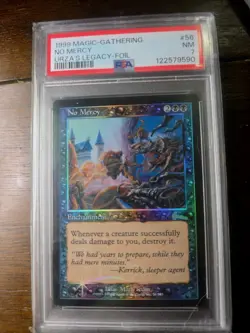 1999 MAGIC-GATHERING #56
NO MERCY NM
URZA'S LEGACY-FOIL 7
PSA 122579590
No Mercy 2
Enchantment
Whenever a creature successfully
deals damage to you, destroy it.
"We had years to prepare, while they
had mere minutes."
—Kerrick, sleeper agent
Illus.